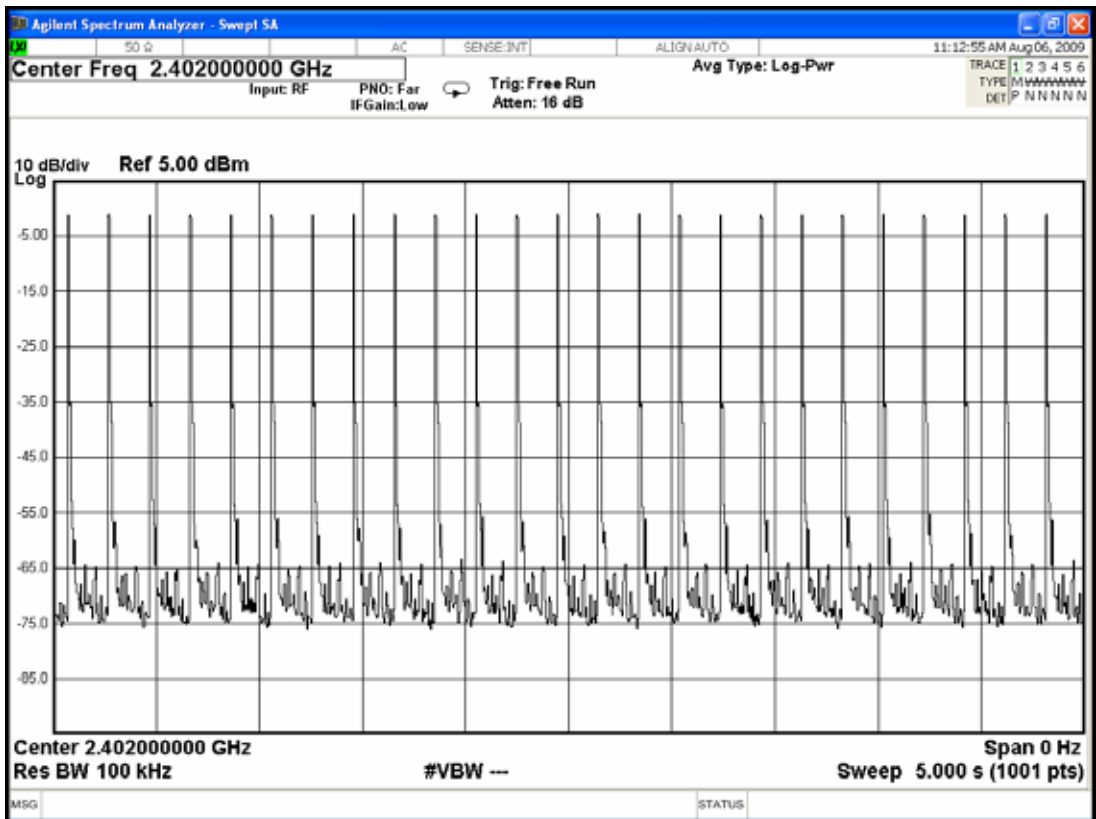 Agilent Spectrum Analyzer - Swept SA
LXI 50 Ω AC SENSE:INT ALIGNAUTO 11:12:55 AM Aug 06, 2009
Center Freq 2.402000000 GHz
Input: RF
PNO: Far
IFGain:Low
Trig: Free Run
Atten: 16 dB
Avg Type: Log-Pwr
TRACE 1 2 3 4 5 6
TYPE M WWWWW
DET P N N N N N
10 dB/div Ref 5.00 dBm
Log
-5.00
-15.0
-25.0
-35.0
-45.0
-55.0
-65.0
-75.0
-85.0
Center 2.402000000 GHz Span 0 Hz
Res BW 100 kHz #VBW --- Sweep 5.000 s (1001 pts)
MSG STATUS